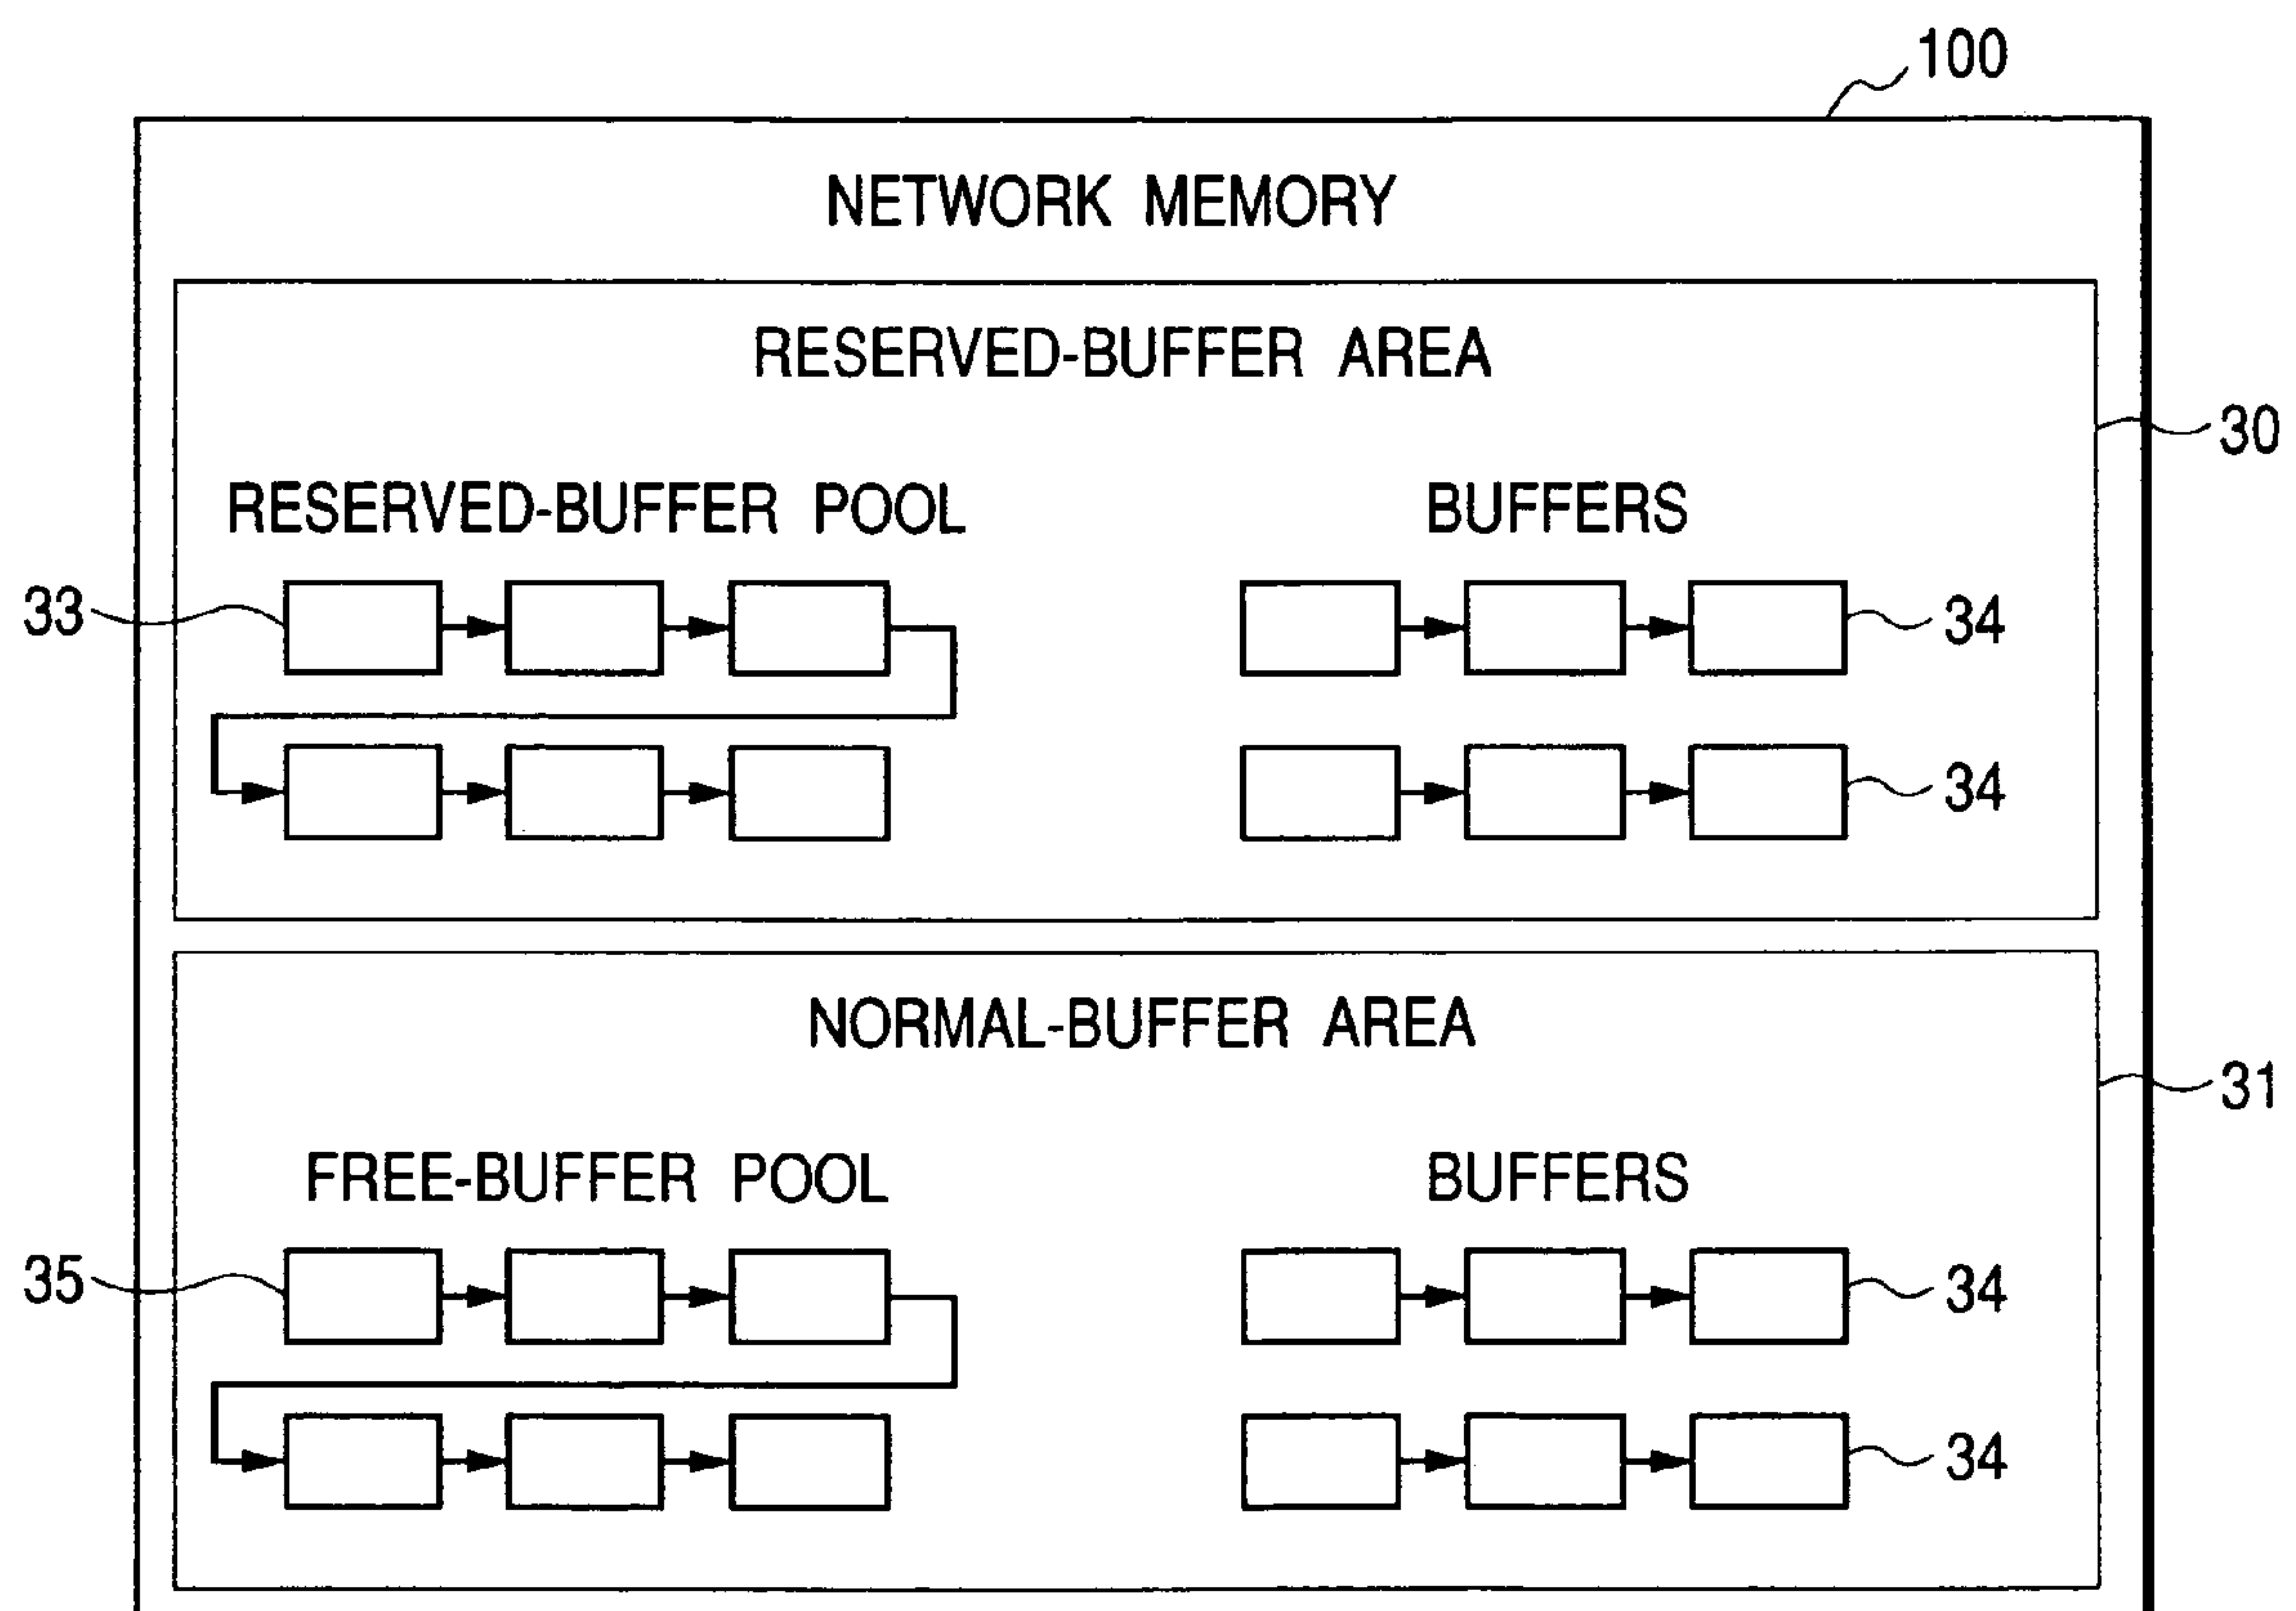 100
NETWORK MEMORY
RESERVED-BUFFER AREA
30
RESERVED-BUFFER POOL
BUFFERS
33
34
34
NORMAL-BUFFER AREA
31
FREE-BUFFER POOL
BUFFERS
35
34
34